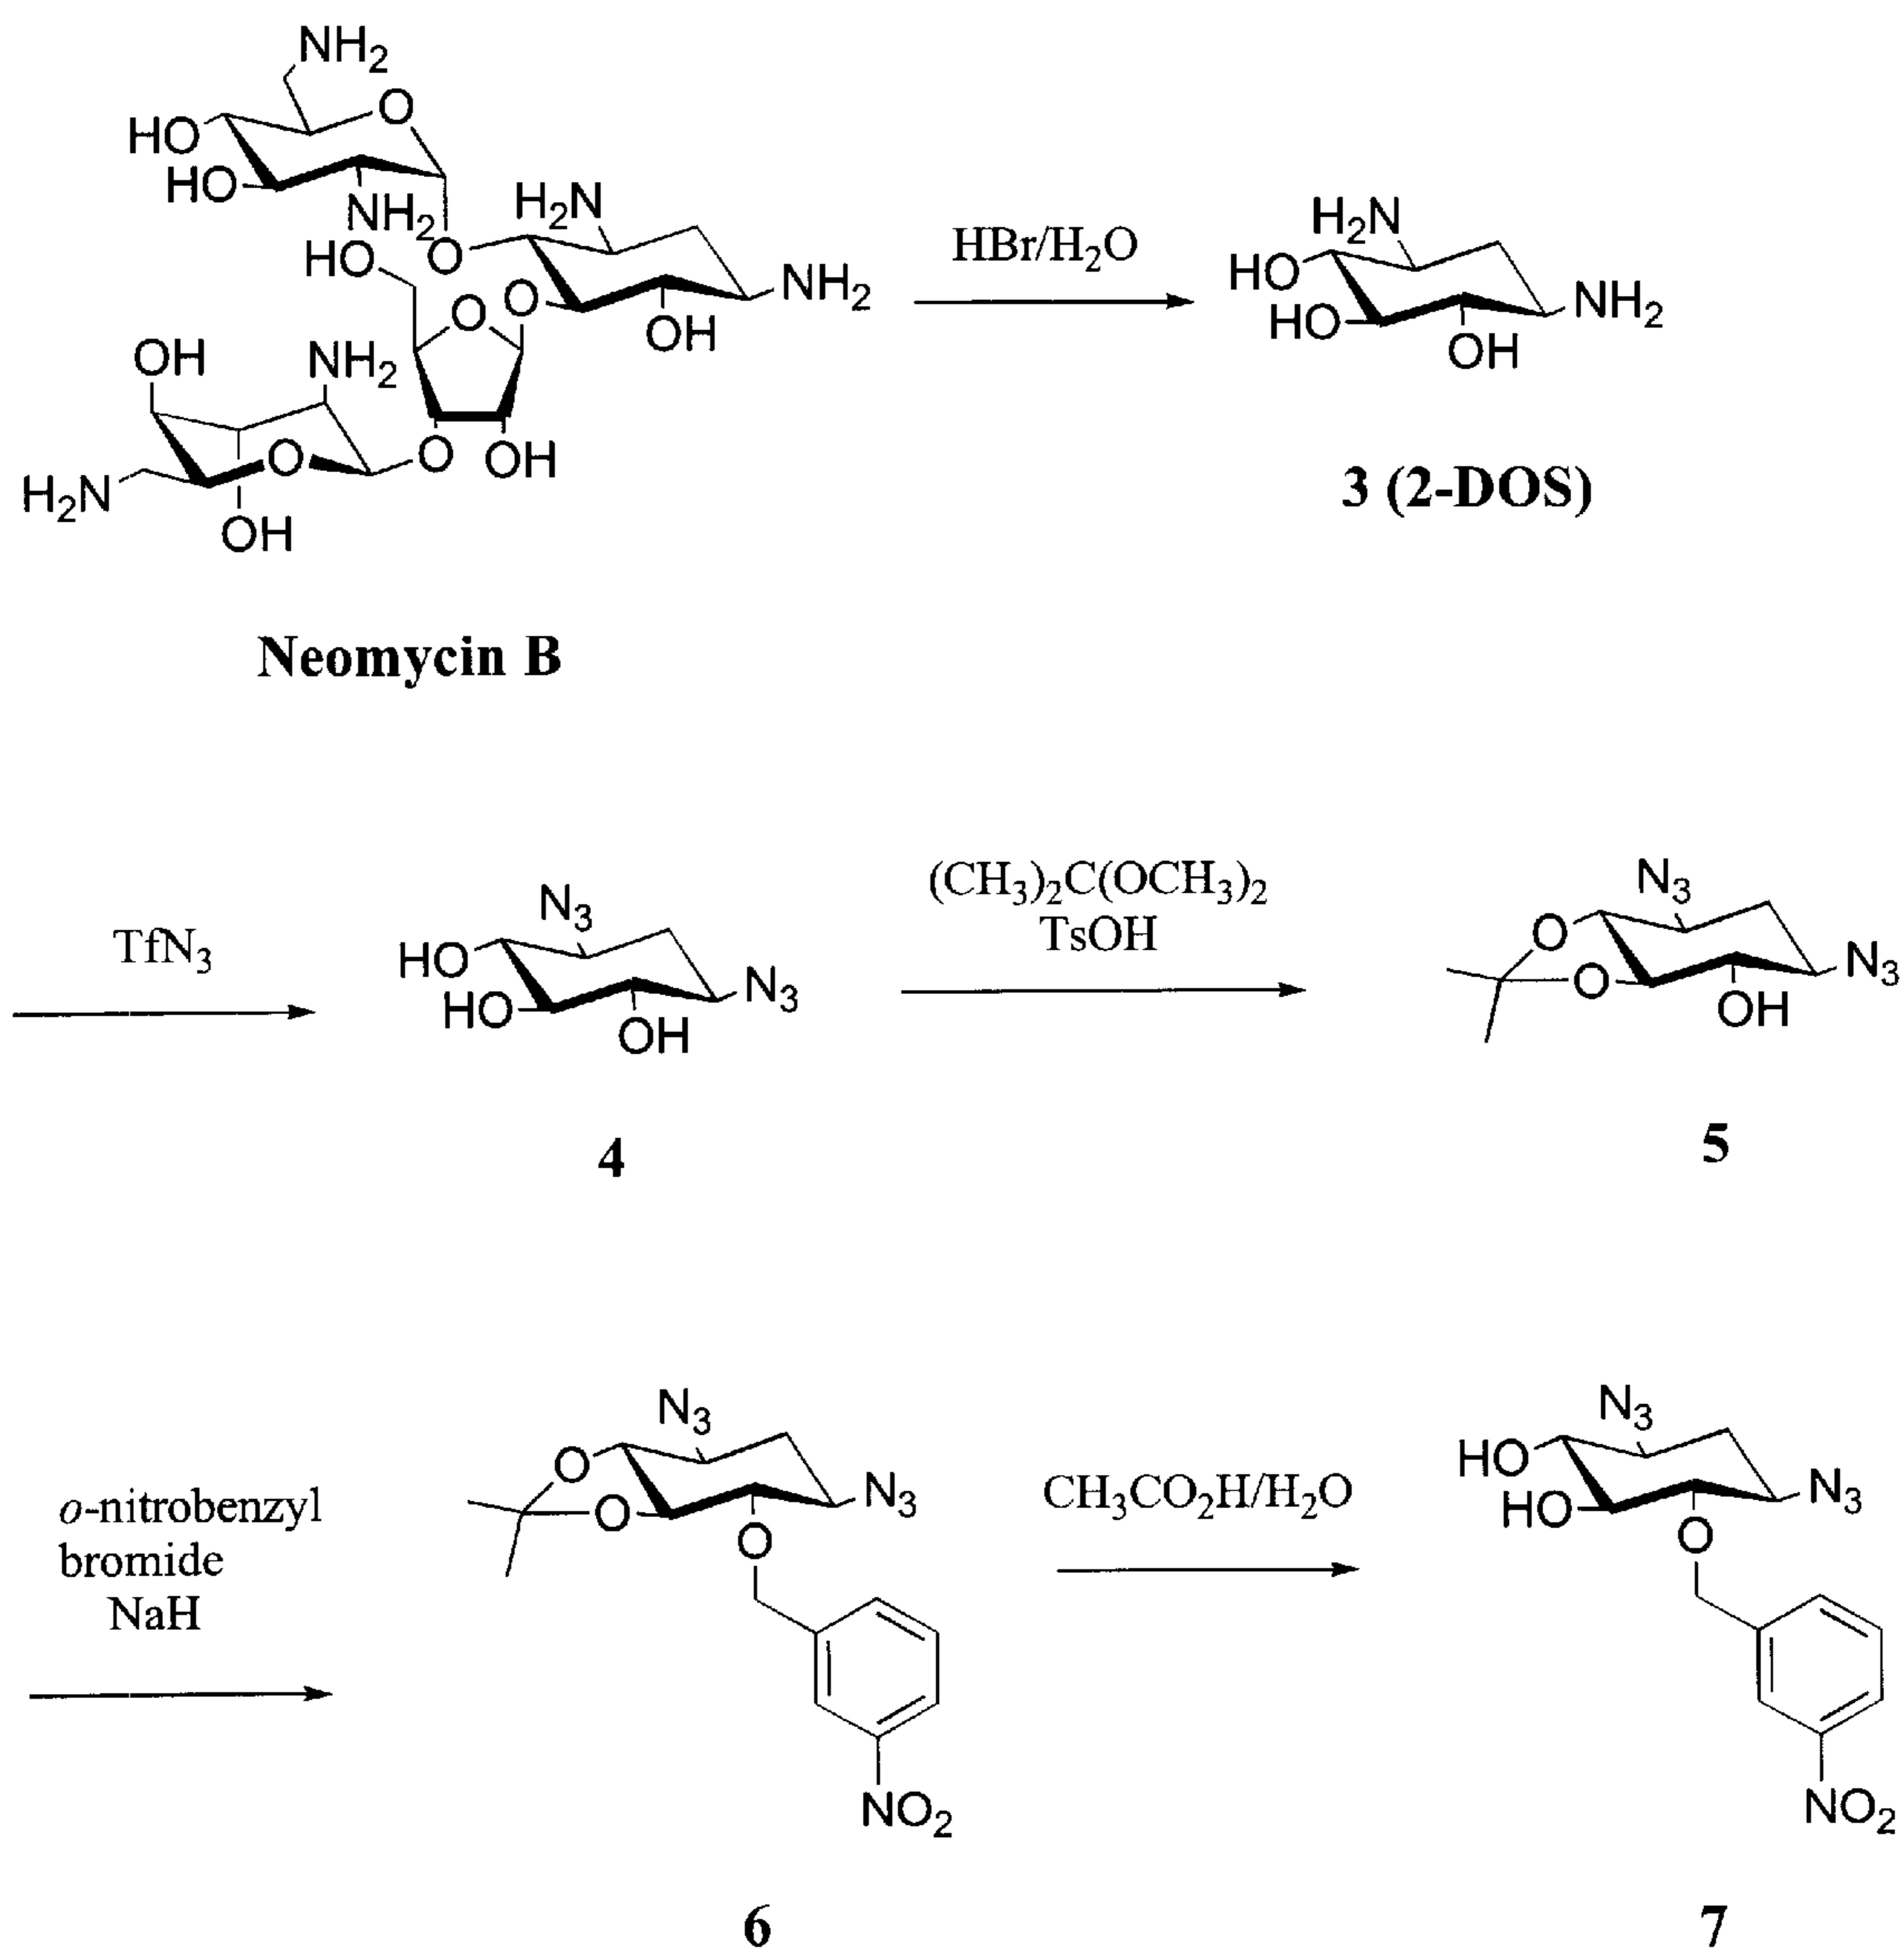 NH2
O
HO
HO
NH2
O
H2N
NH2
O
OH
HO
O
OH
NH2
O
O
OH
H2N
OH
Neomycin B
HBr/H2O
H2N
HO
HO
OH
NH2
3 (2-DOS)
TfN3
N3
HO
HO
OH
N3
4
(CH3)2C(OCH3)2
TsOH
N3
O
O
OH
N3
5
o-nitrobenzyl
bromide
NaH
N3
O
O
N3
O
NO2
6
CH3CO2H/H2O
N3
HO
HO
N3
O
NO2
7